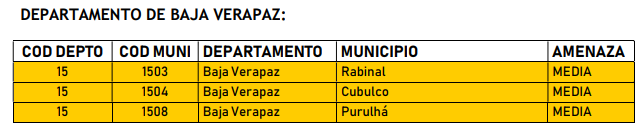 DEPARTAMENTO DE BAJA VERAPAZ:
COD DEPTO COD MUNI DEPARTAMENTO MUNICIPIO AMENAZA
15 1503 Baja Verapaz Rabinal MEDIA
15 1504 Baja Verapaz Cubulco MEDIA
15 1508 Baja Verapaz Purulhá MEDIA